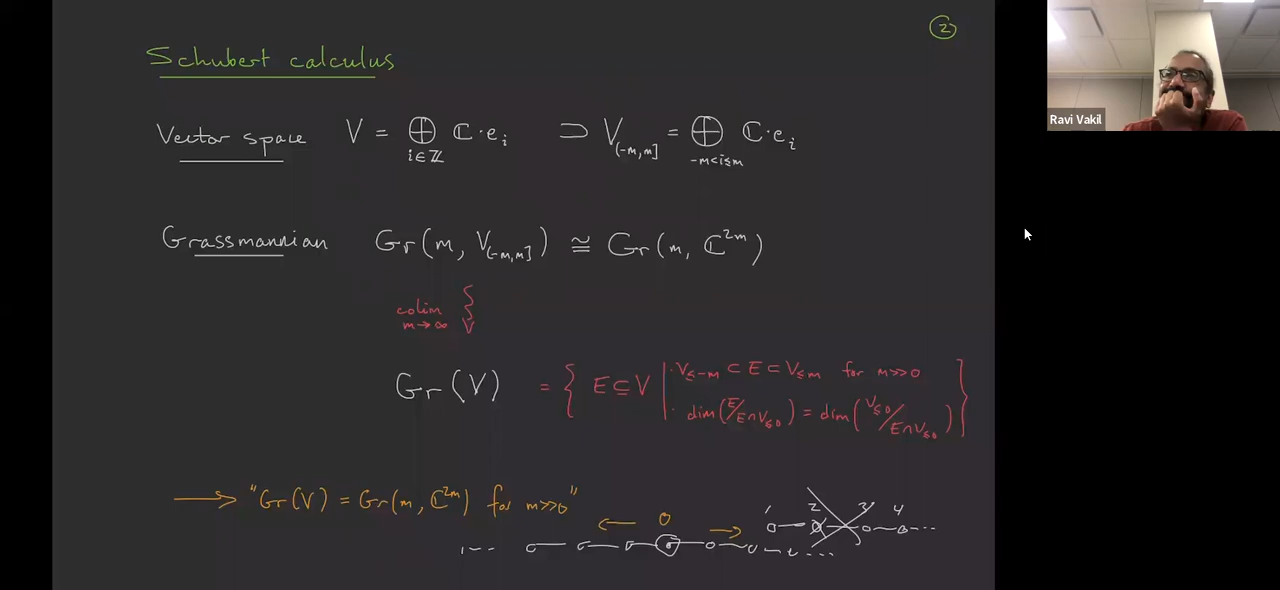 ②
Schubert calculus
Vector space V = ⊕_{i∈ℤ} ℂ·e_i ⊃ V_{(-m,m]} = ⊕_{-m<i≤m} ℂ·e_i
Grassmannian Gr(m, V_{(-m,m]}) ≅ Gr(m, ℂ^{2m})
colim
m→∞
Gr(V) = { E ⊆ V | · V_{≤-m} ⊂ E ⊂ V_{≤m} for m≫0
· dim(E/E∩V_{≤0}) = dim(V_{≤0}/E∩V_{≤0}) }
→ "Gr(V) = Gr(m, ℂ^{2m}) for m≫0"
← 0 →
1 2 3 4
Ravi Vakil